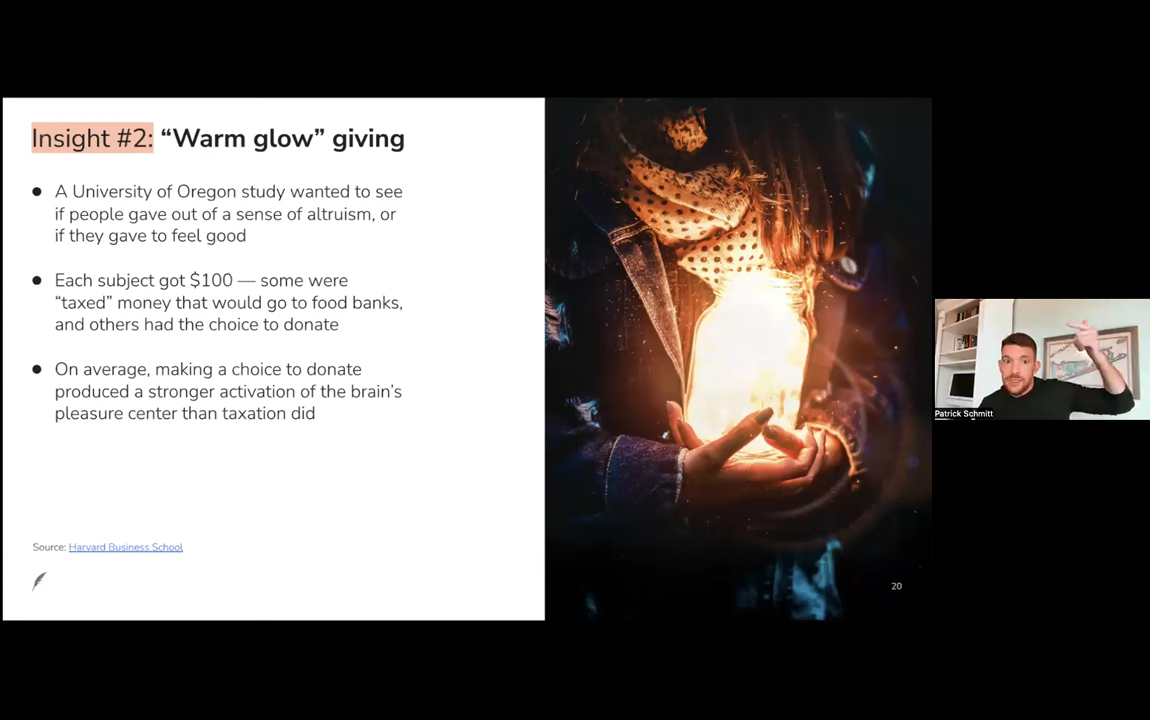 Insight #2: “Warm glow” giving
● A University of Oregon study wanted to see
if people gave out of a sense of altruism, or
if they gave to feel good
● Each subject got $100 — some were
“taxed” money that would go to food banks,
and others had the choice to donate
● On average, making a choice to donate
produced a stronger activation of the brain’s
pleasure center than taxation did
Source: Harvard Business School
20
Patrick Schmitt